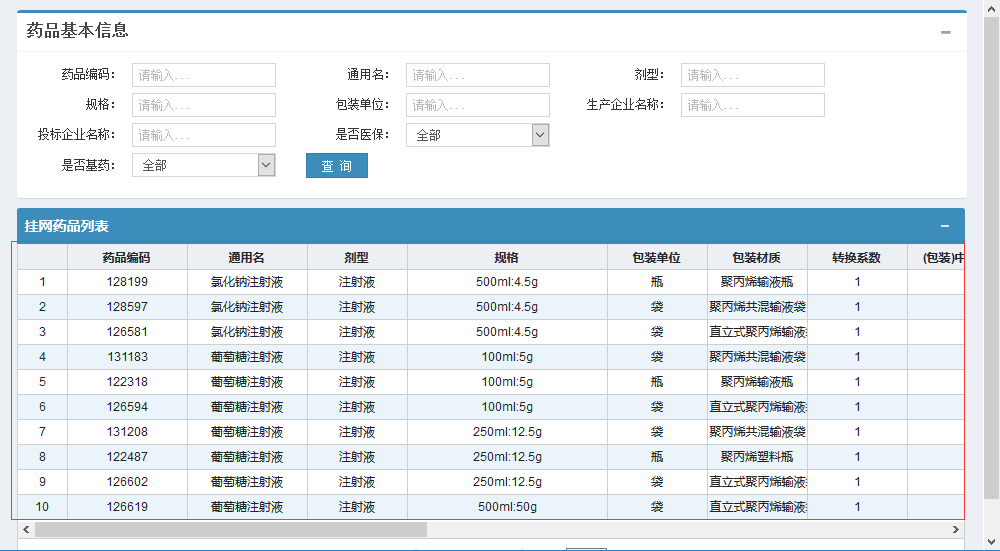 药品基本信息
药品编码： 请输入... 通用名： 请输入... 剂型： 请输入...
规格： 请输入... 包装单位： 请输入... 生产企业名称： 请输入...
投标企业名称： 请输入... 是否医保： 全部
是否基药： 全部 查 询
挂网药品列表
药品编码 通用名 剂型 规格 包装单位 包装材质 转换系数 (包装)中
1 128199 氯化钠注射液 注射液 500ml:4.5g 瓶 聚丙烯输液瓶 1
2 128597 氯化钠注射液 注射液 500ml:4.5g 袋 聚丙烯共混输液袋 1
3 126581 氯化钠注射液 注射液 500ml:4.5g 袋 直立式聚丙烯输液 1
4 131183 葡萄糖注射液 注射液 100ml:5g 袋 聚丙烯共混输液袋 1
5 122318 葡萄糖注射液 注射液 100ml:5g 瓶 聚丙烯输液瓶 1
6 126594 葡萄糖注射液 注射液 100ml:5g 袋 直立式聚丙烯输液 1
7 131208 葡萄糖注射液 注射液 250ml:12.5g 袋 聚丙烯共混输液袋 1
8 122487 葡萄糖注射液 注射液 250ml:12.5g 瓶 聚丙烯塑料瓶 1
9 126602 葡萄糖注射液 注射液 250ml:12.5g 袋 直立式聚丙烯输液 1
10 126619 葡萄糖注射液 注射液 500ml:50g 袋 直立式聚丙烯输液 1